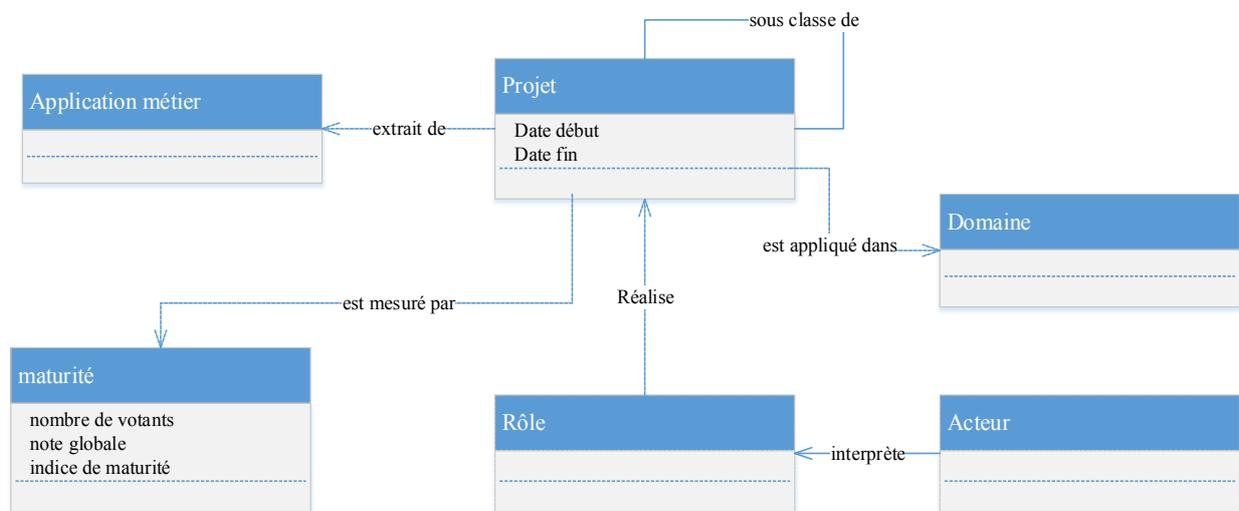 sous classe de
Projet
Application métier
Date début
extrait de
Date fin
Domaine
est appliqué dans
Réalise
est mesuré par
maturité
nombre de votants
note globale
indice de maturité
Rôle
Acteur
interprète